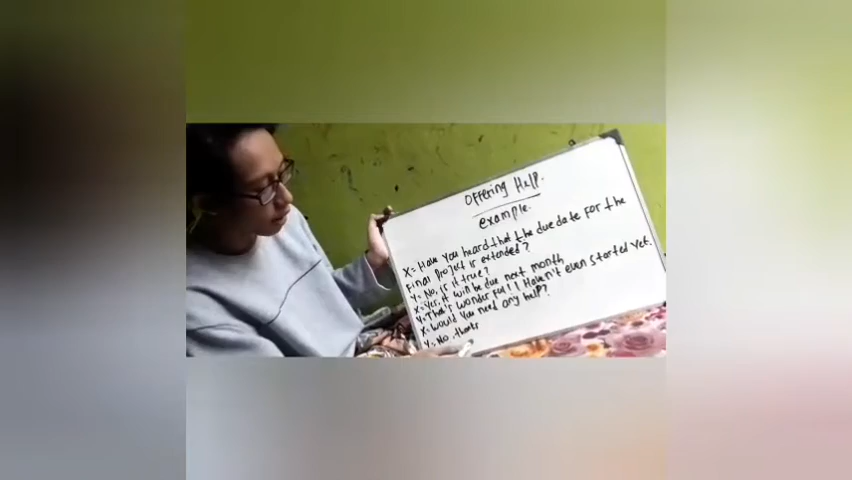 Offering Help.
example.
X= Have you heard that the due date for the
Final project is extended?
Y= No, is it true?
X= Yes, it will be due next month,
Y= That's wonderful! I Haven't even started yet.
X= would you need any help?
Y= No, thanks